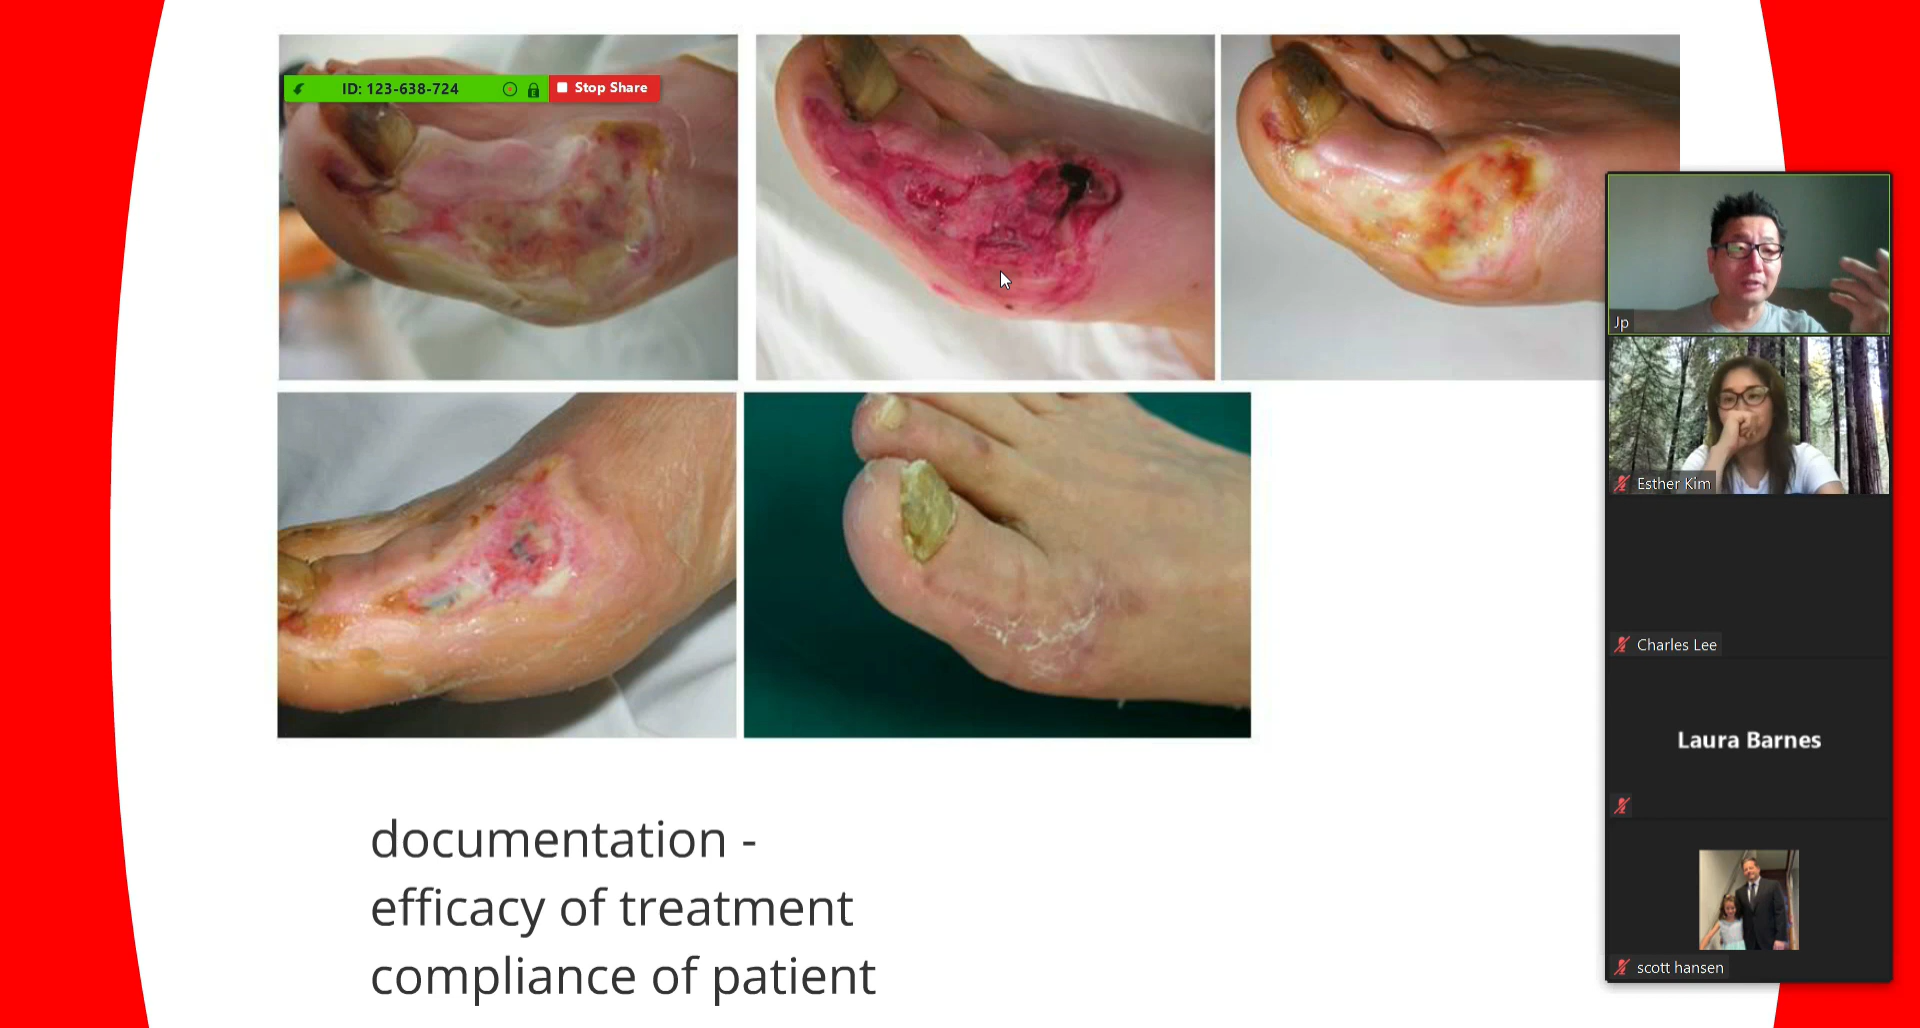 ID: 123-638-724
Stop Share
Jp
Esther Kim
Charles Lee
Laura Barnes
scott hansen
documentation -
efficacy of treatment
compliance of patient